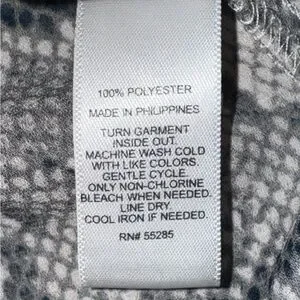 100% POLYESTER
MADE IN PHILIPPINES
TURN GARMENT
INSIDE OUT.
MACHINE WASH COLD
WITH LIKE COLORS.
GENTLE CYCLE.
ONLY NON-CHLORINE
BLEACH WHEN NEEDED.
LINE DRY.
COOL IRON IF NEEDED.
RN# 55285